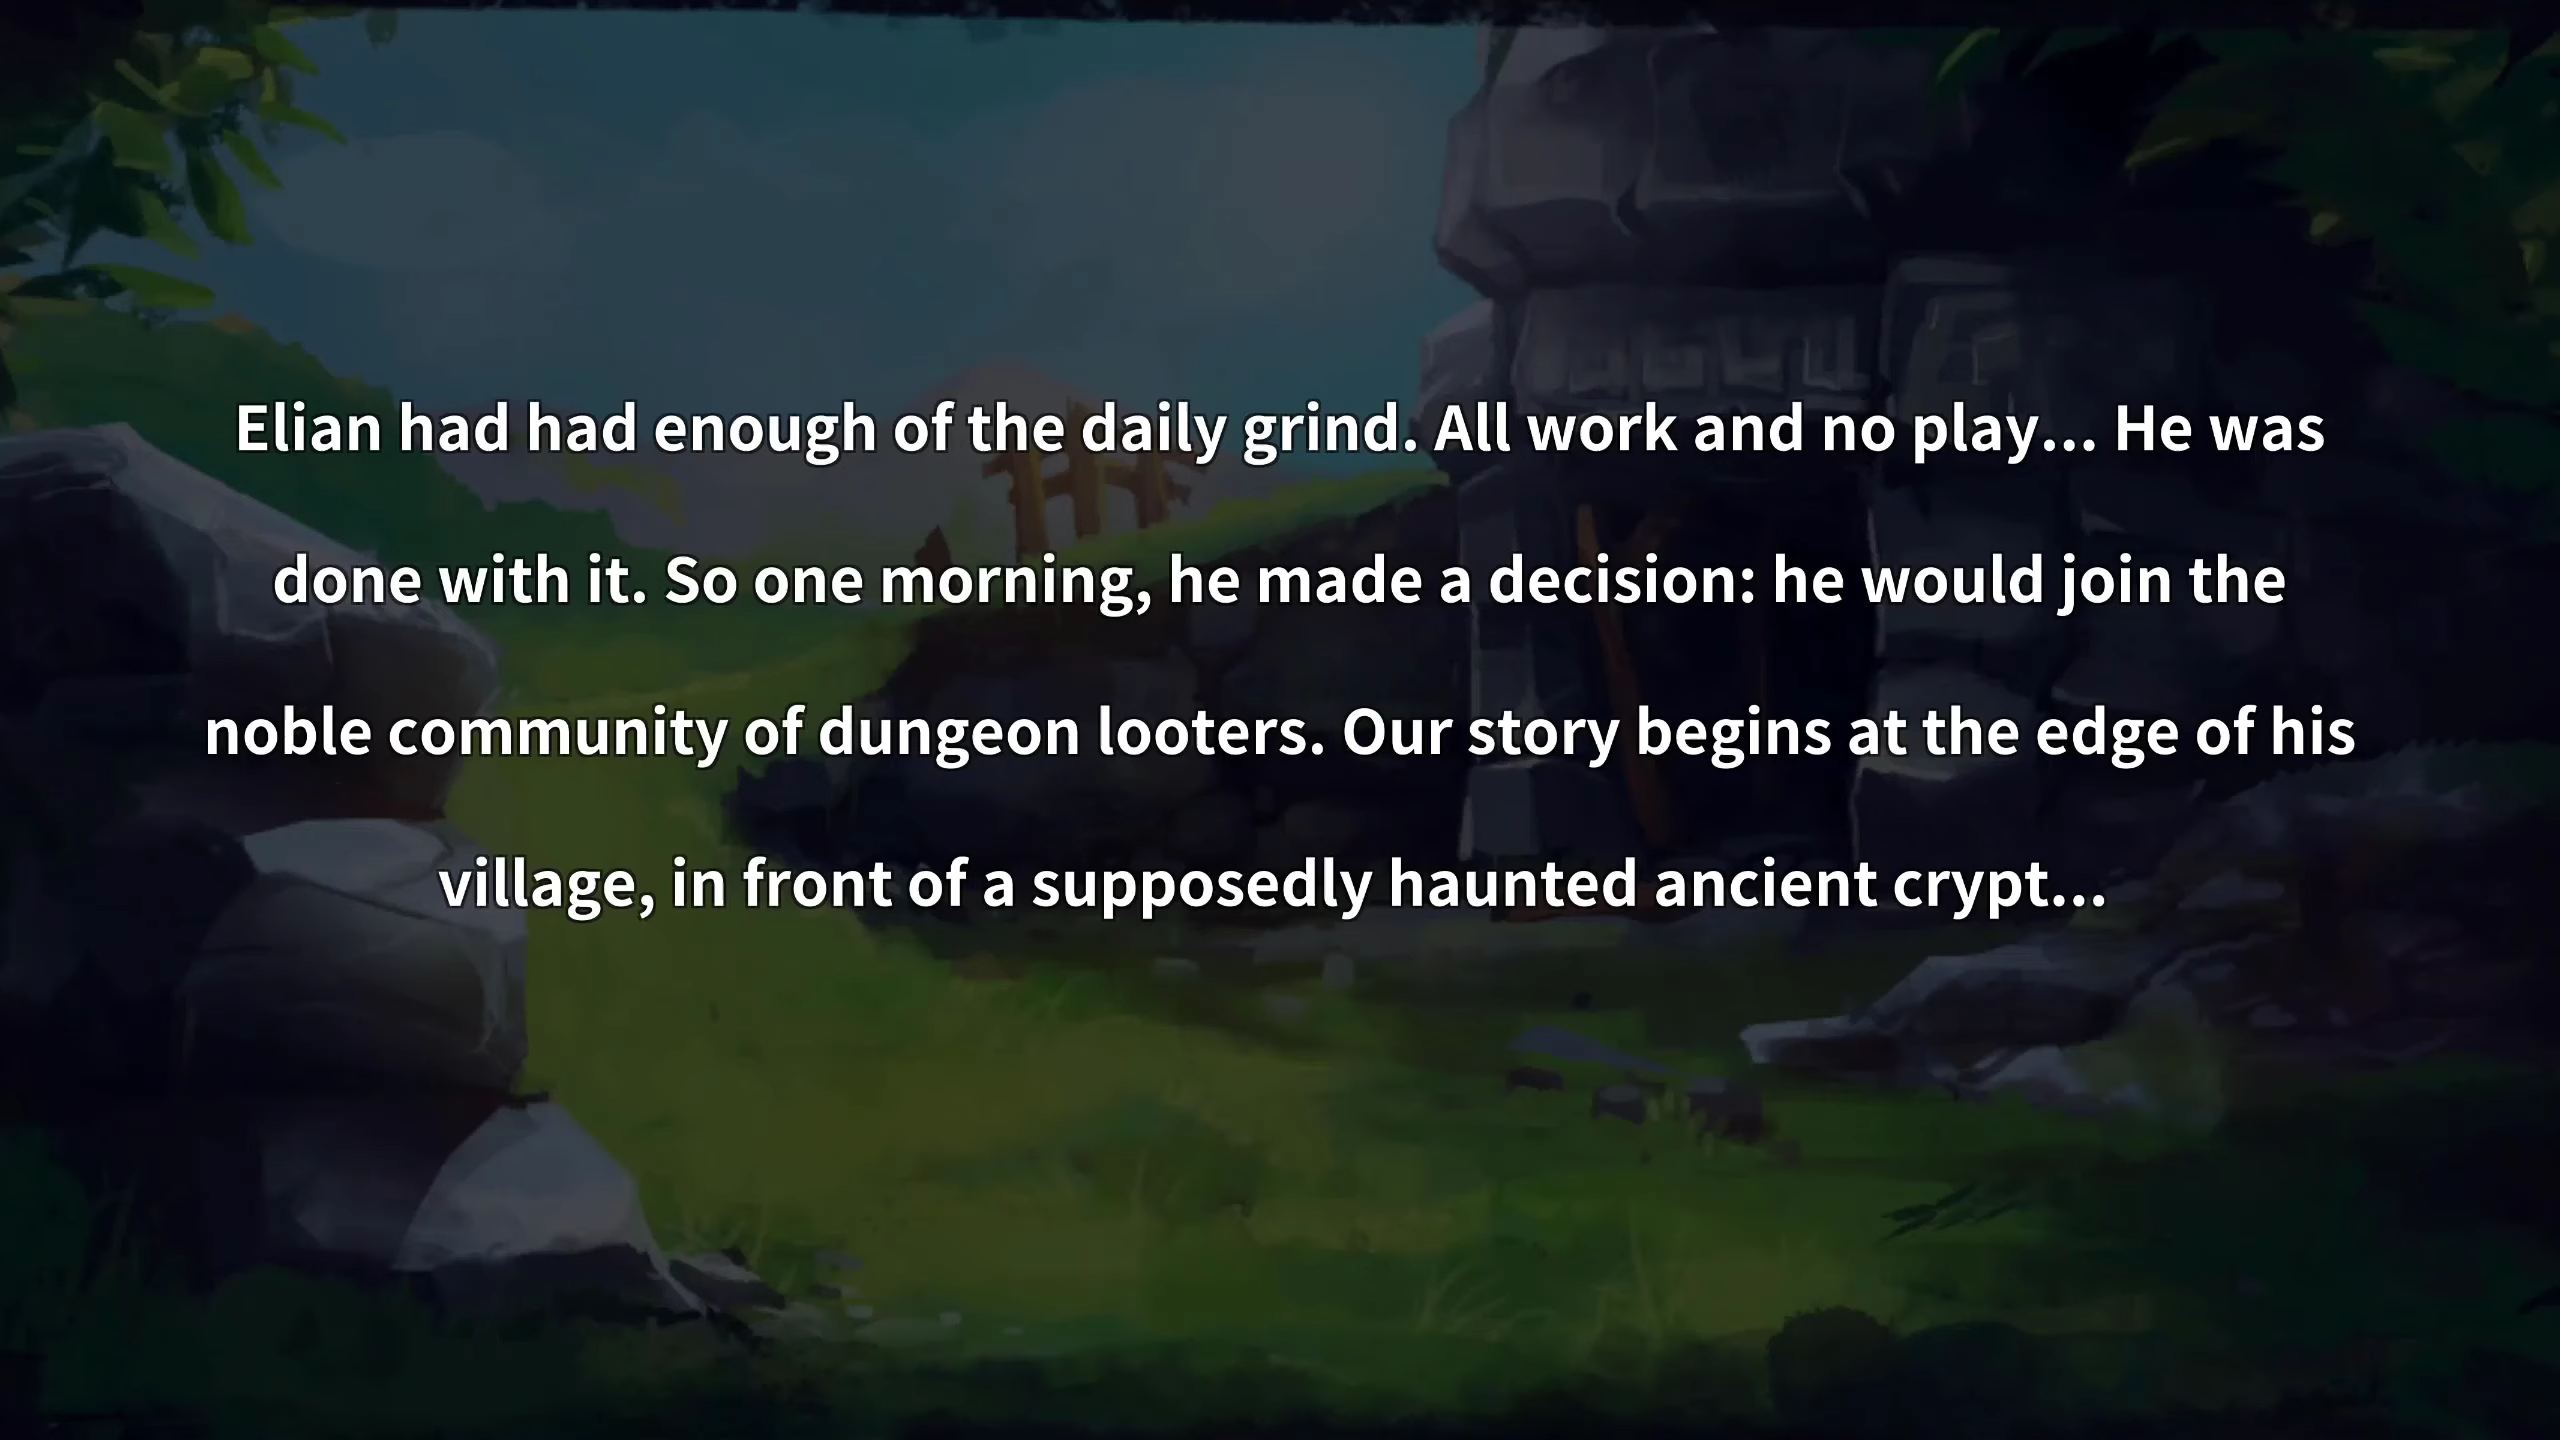 Elian had had enough of the daily grind. All work and no play... He was
done with it. So one morning, he made a decision: he would join the
noble community of dungeon looters. Our story begins at the edge of his
village, in front of a supposedly haunted ancient crypt...